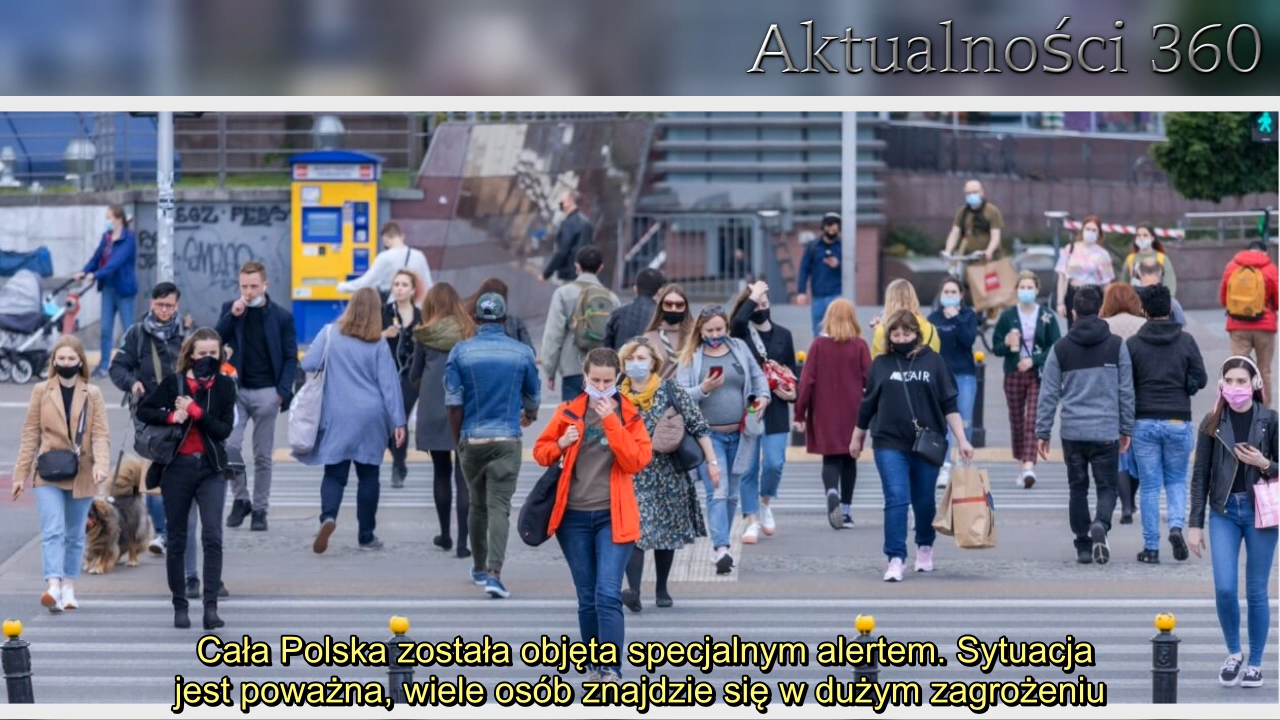 Aktualności 360
Cała Polska została objęta specjalnym alertem. Sytuacja
jest poważna, wiele osób znajdzie się w dużym zagrożeniu